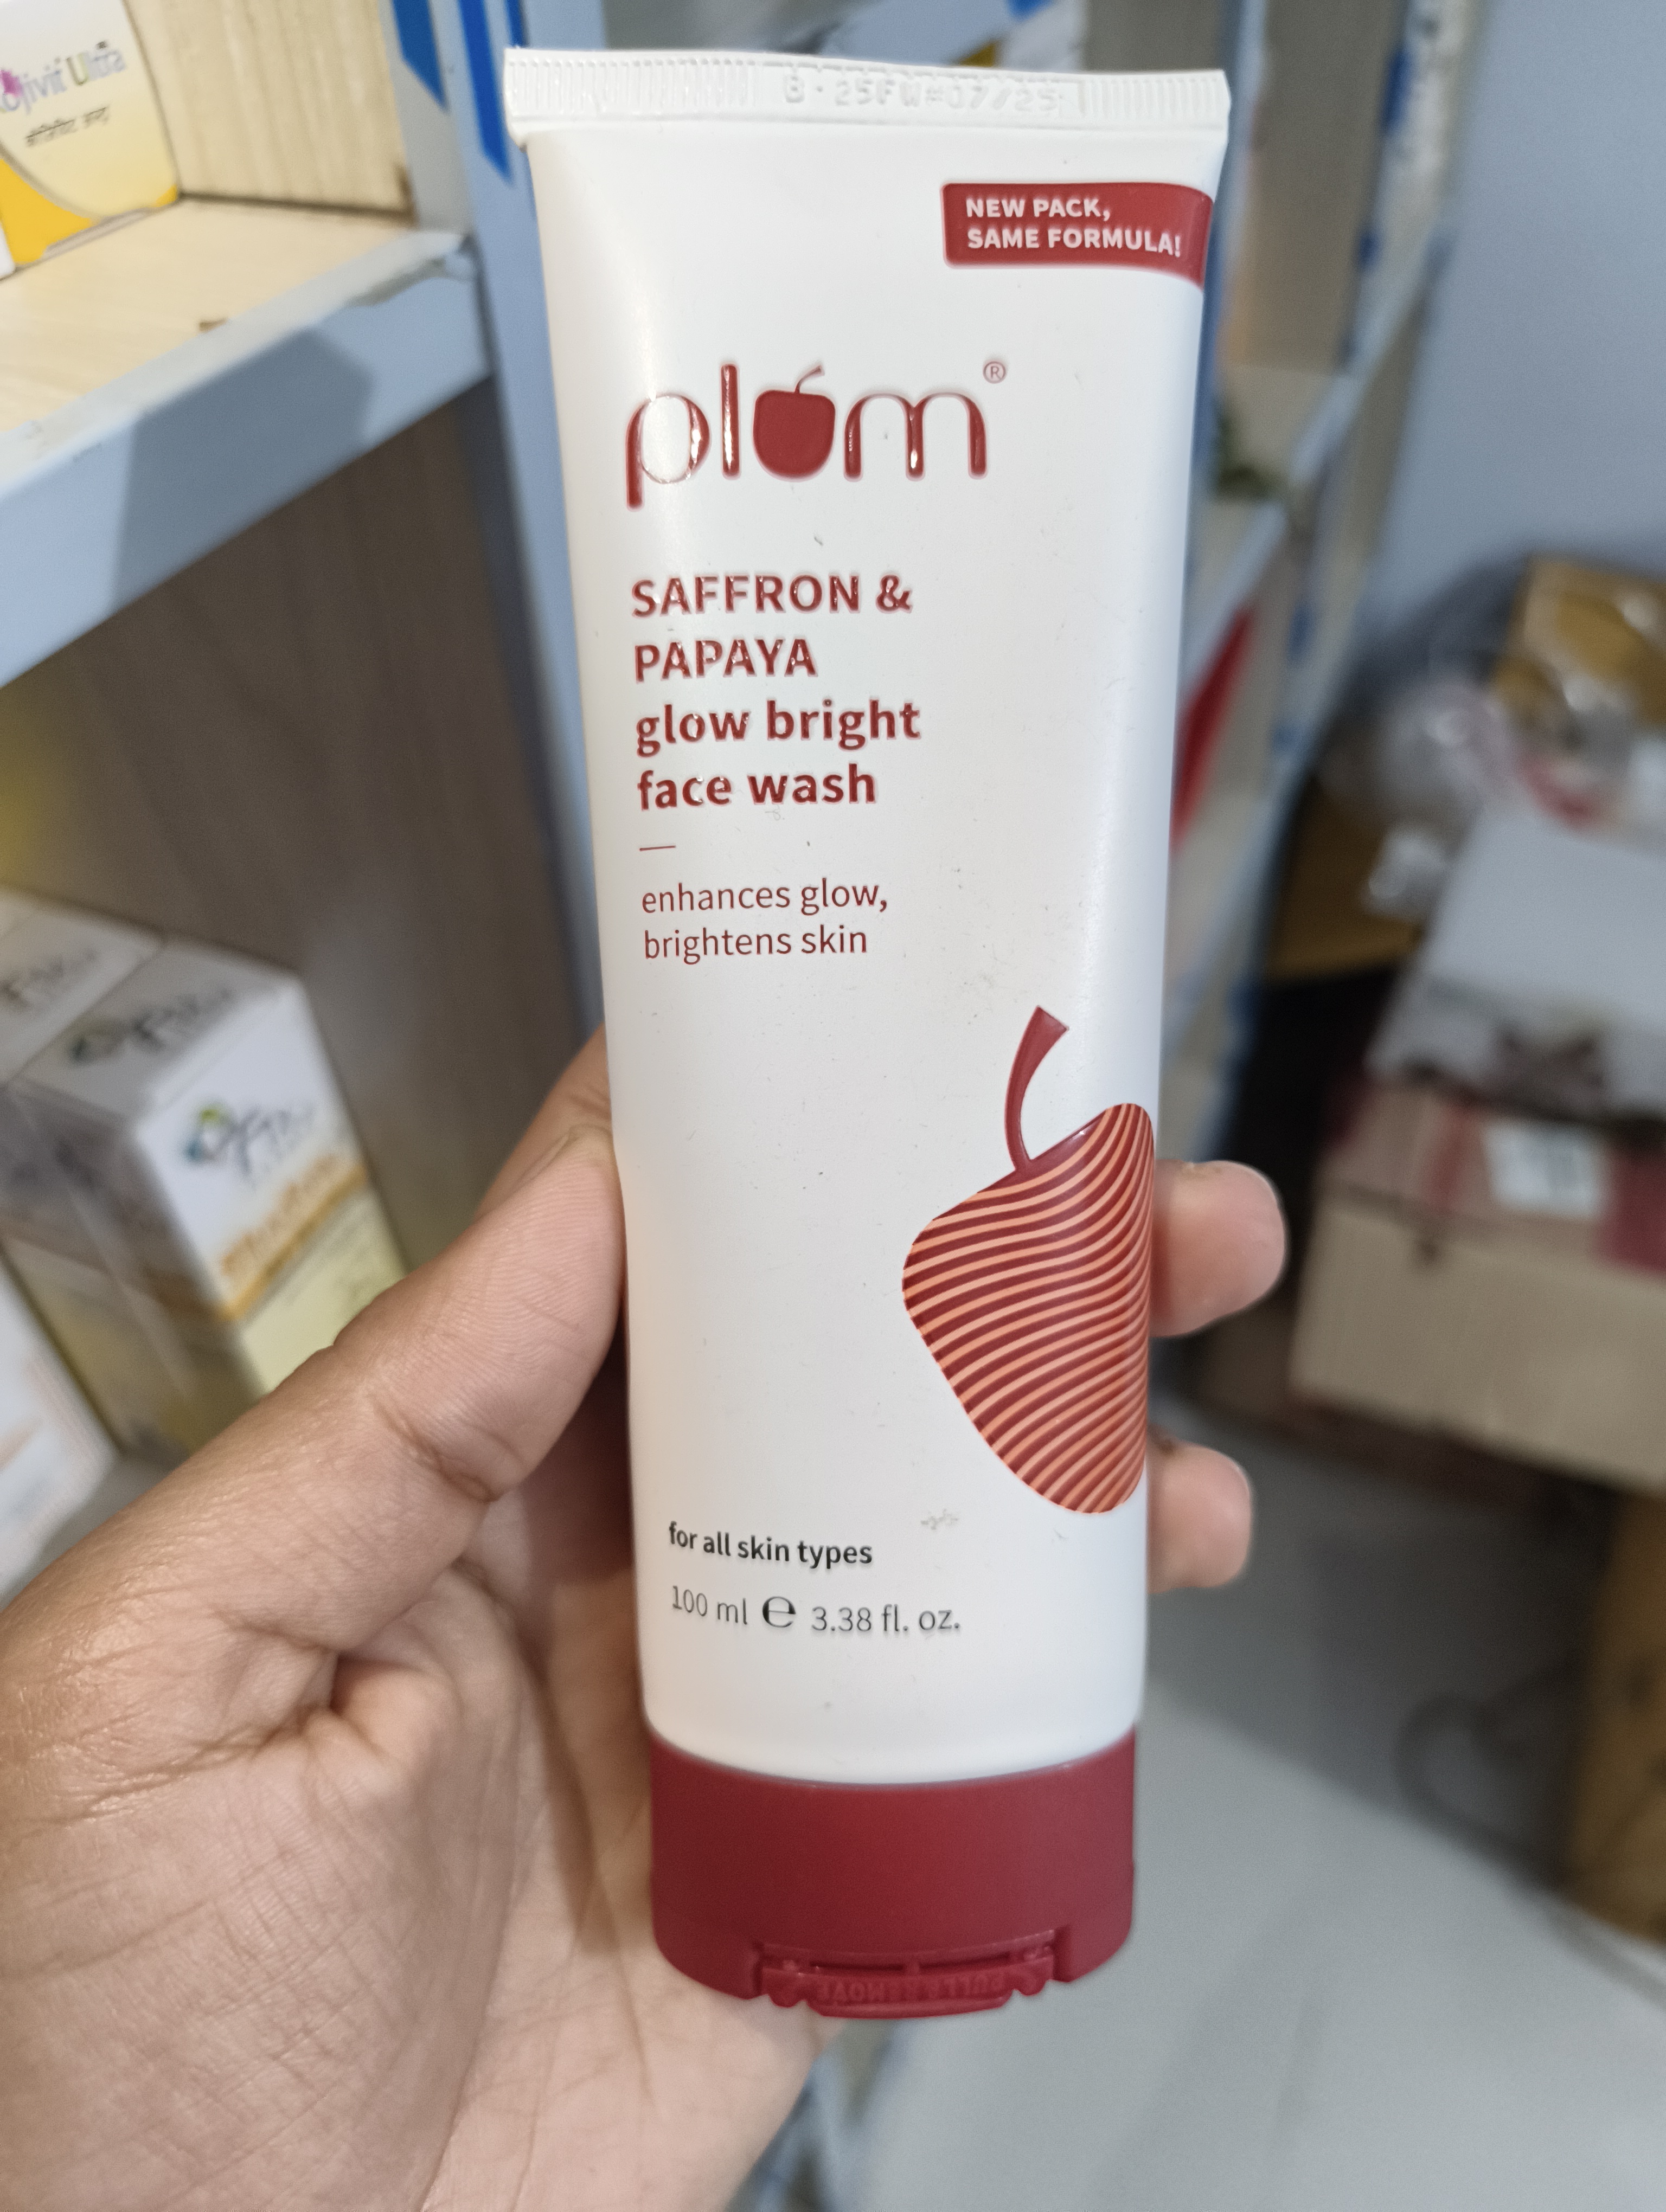 B·25FW#07/25
NEW PACK,
SAME FORMULA!
plum®
SAFFRON &
PAPAYA
glow bright
face wash
enhances glow,
brightens skin
for all skin types
100 ml ℮ 3.38 fl. oz.
Ultra